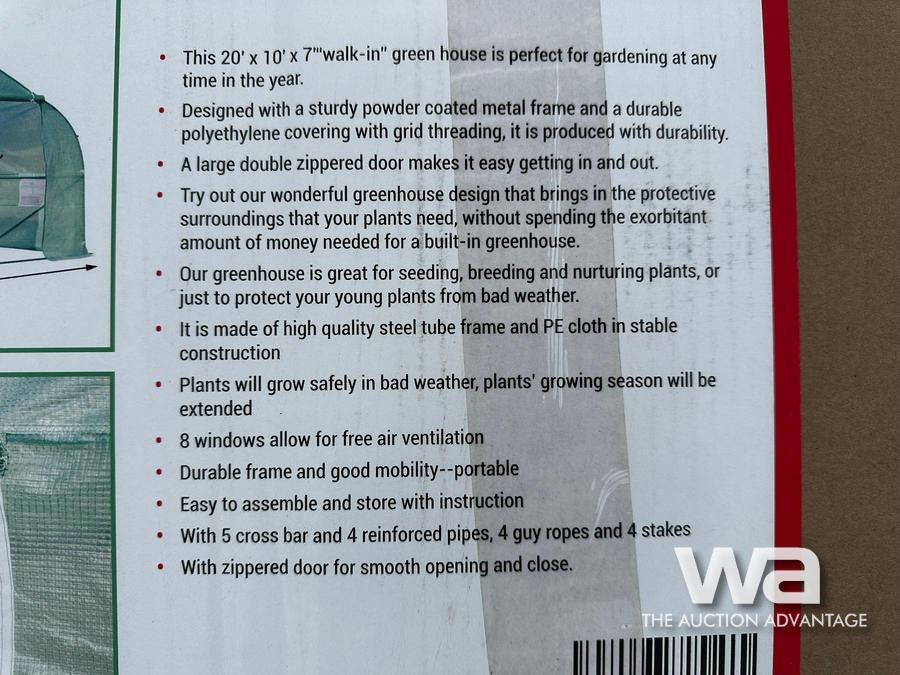 • This 20' x 10' x 7'"walk-in" green house is perfect for gardening at any
time in the year.
• Designed with a sturdy powder coated metal frame and a durable
polyethylene covering with grid threading, it is produced with durability.
• A large double zippered door makes it easy getting in and out.
• Try out our wonderful greenhouse design that brings in the protective
surroundings that your plants need, without spending the exorbitant
amount of money needed for a built-in greenhouse.
• Our greenhouse is great for seeding, breeding and nurturing plants, or
just to protect your young plants from bad weather.
• It is made of high quality steel tube frame and PE cloth in stable
construction
• Plants will grow safely in bad weather, plants' growing season will be
extended
• 8 windows allow for free air ventilation
• Durable frame and good mobility--portable
• Easy to assemble and store with instruction
• With 5 cross bar and 4 reinforced pipes, 4 guy ropes and 4 stakes
• With zippered door for smooth opening and close.
wa
THE AUCTION ADVANTAGE